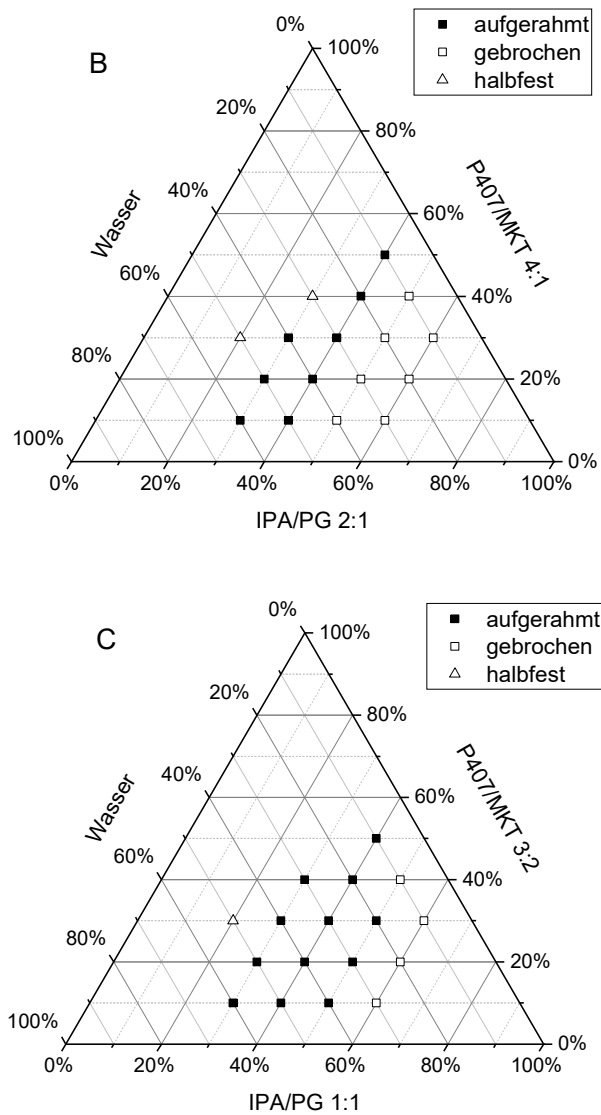 B
aufgerahmt
gebrochen
halbfest
0%
100%
20%
80%
40%
60%
60%
40%
80%
20%
100%
0%
0%
20%
40%
60%
80%
100%
Wasser
P407/MKT 4:1
IPA/PG 2:1
C
aufgerahmt
gebrochen
halbfest
0%
100%
20%
80%
40%
60%
60%
40%
80%
20%
100%
0%
0%
20%
40%
60%
80%
100%
Wasser
P407/MKT 3:2
IPA/PG 1:1